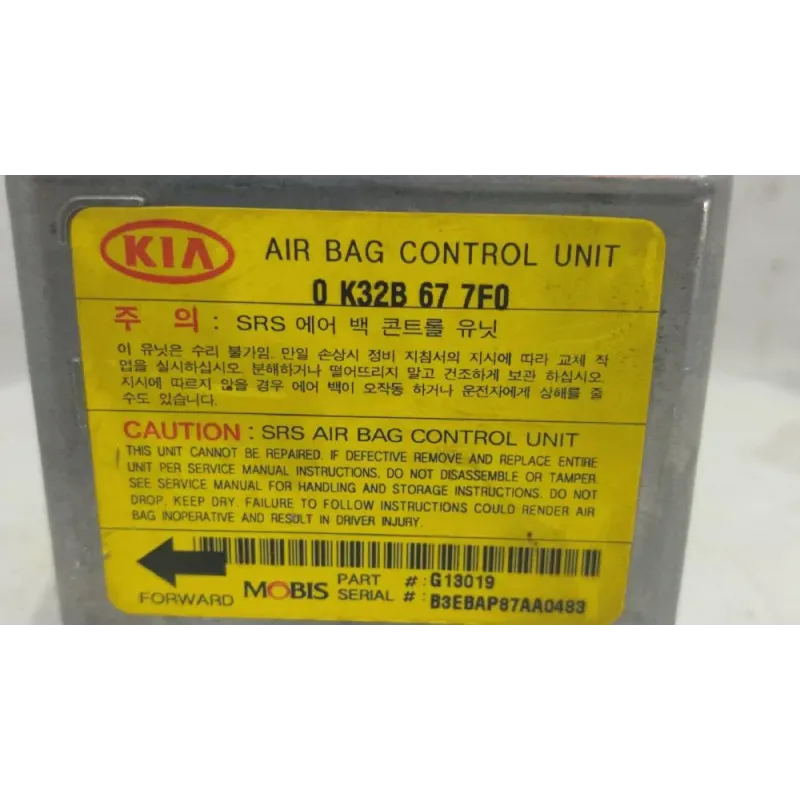 KIA AIR BAG CONTROL UNIT
0 K32B 67 7F0
주 의 : SRS 에어 백 콘트롤 유닛
이 유닛은 수리 불가임. 만일 손상시 정비 지침서의 지시에 따라 교체 작
업을 실시하십시오. 분해하거나 떨어뜨리지 말고 건조하게 보관 하십시오.
지시에 따르지 않을 경우 에어 백이 오작동 하거나 운전자에게 상해를 줄
수도 있습니다.
CAUTION : SRS AIR BAG CONTROL UNIT
THIS UNIT CANNOT BE REPAIRED. IF DEFECTIVE REMOVE AND REPLACE ENTIRE
UNIT PER SERVICE MANUAL INSTRUCTIONS. DO NOT DISASSEMBLE OR TAMPER.
SEE SERVICE MANUAL FOR HANDLING AND STORAGE INSTRUCTIONS. DO NOT
DROP. KEEP DRY. FAILURE TO FOLLOW INSTRUCTIONS COULD RENDER AIR
BAG INOPERATIVE AND RESULT IN DRIVER INJURY.
PART # : G13019
FORWARD MOBIS SERIAL # : B3EBAP87AA0483